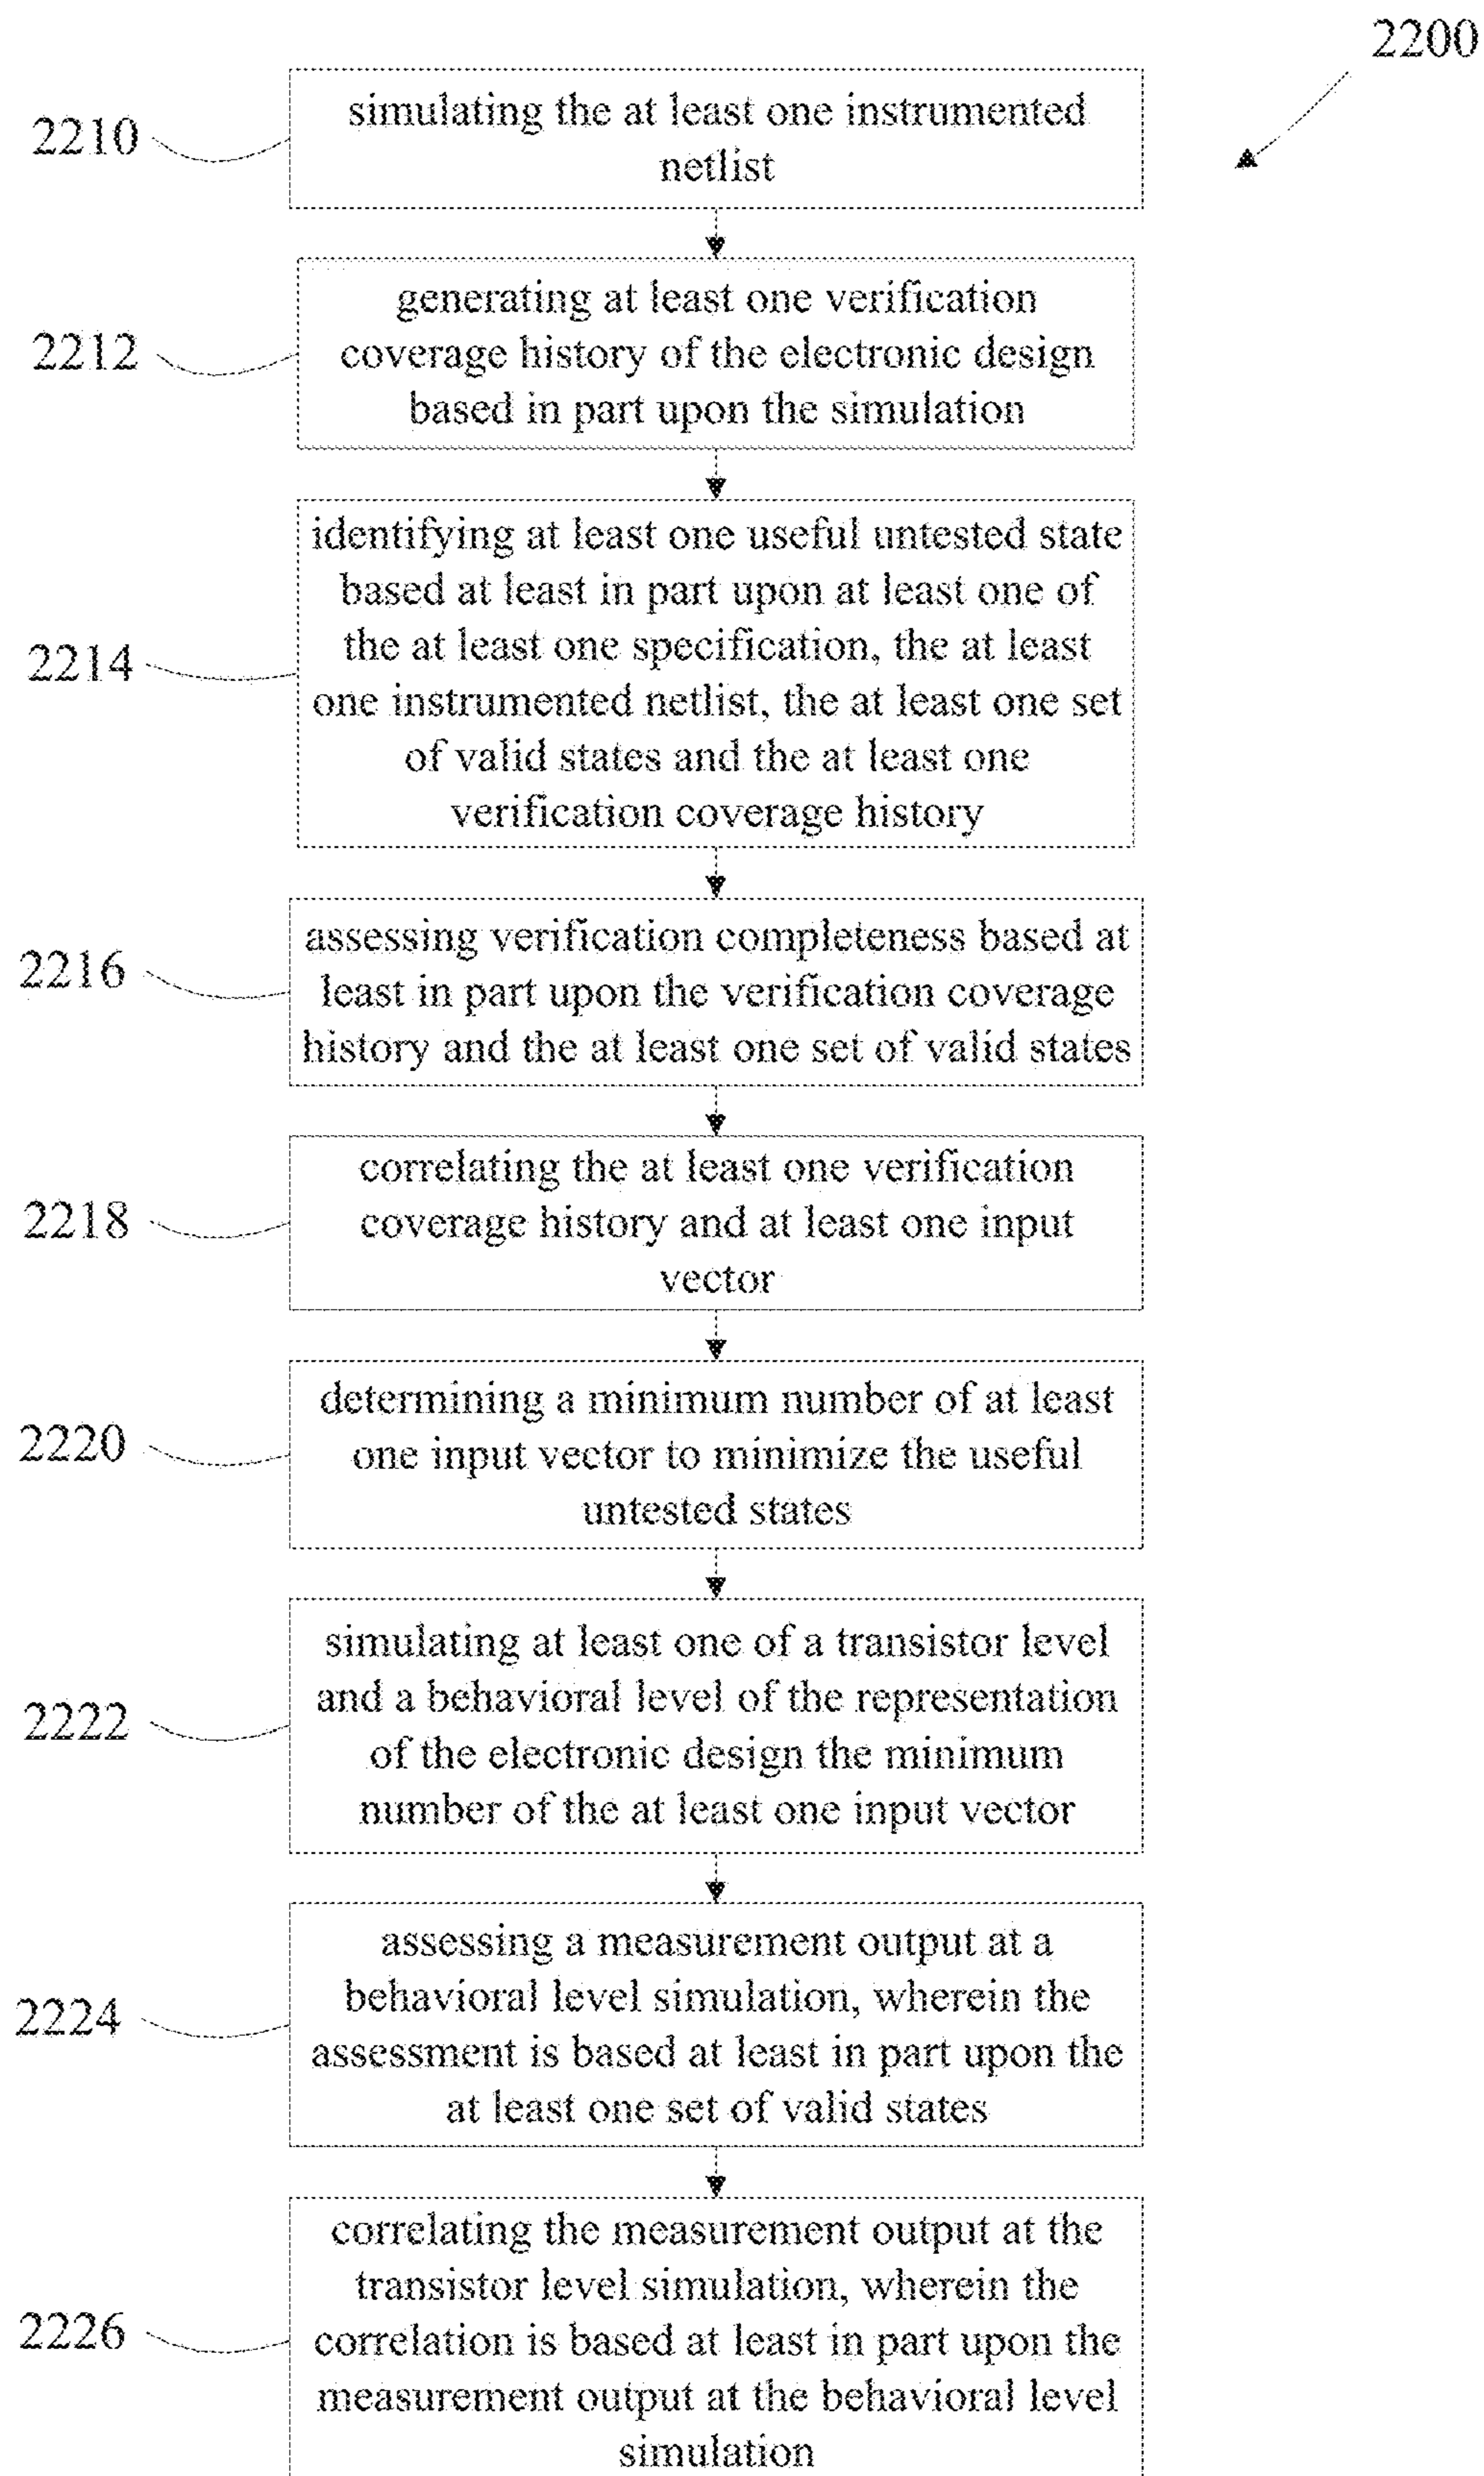 2200
2210
simulating the at least one instrumented
netlist
2212
generating at least one verification
coverage history of the electronic design
based in part upon the simulation
2214
identifying at least one useful untested state
based at least in part upon at least one of
the at least one specification, the at least
one instrumented netlist, the at least one set
of valid states and the at least one
verification coverage history
2216
assessing verification completeness based at
least in part upon the verification coverage
history and the at least one set of valid states
2218
correlating the at least one verification
coverage history and at least one input
vector
2220
determining a minimum number of at least
one input vector to minimize the useful
untested states
2222
simulating at least one of a transistor level
and a behavioral level of the representation
of the electronic design the minimum
number of the at least one input vector
2224
assessing a measurement output at a
behavioral level simulation, wherein the
assessment is based at least in part upon the
at least one set of valid states
2226
correlating the measurement output at the
transistor level simulation, wherein the
correlation is based at least in part upon the
measurement output at the behavioral level
simulation